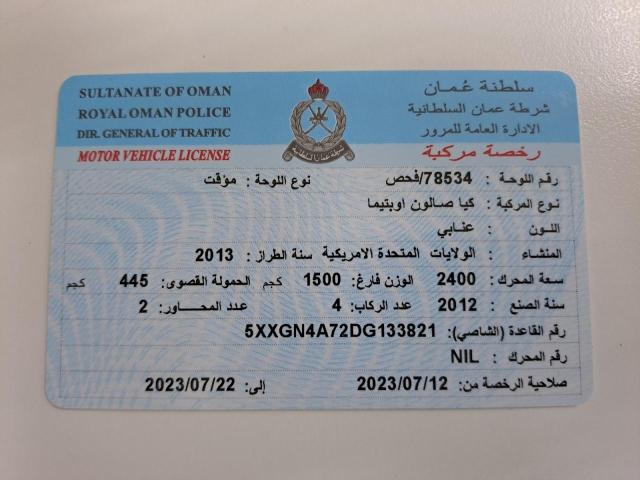 SULTANATE OF OMAN
سلطنة عُمان
ROYAL OMAN POLICE
شرطة عمان السلطانية
DIR. GENERAL OF TRAFFIC
الادارة العامة للمرور
MOTOR VEHICLE LICENSE
رخصة مركبة
شرطة عمان السلطانية
رقم اللوحة : 78534/فحص نوع اللوحة : مؤقت
نوع المركبة : كيا صالون اوبتيما
اللون : عنابي
المنشاء : الولايات المتحدة الامريكية سنة الطراز : 2013
سعة المحرك : 2400 الوزن فارغ: 1500 كجم الحمولة القصوى: 445 كجم
سنة الصنع : 2012 عدد الركاب: 4 عدد المحـــاور: 2
رقم القاعدة (الشاصي): 5XXGN4A72DG133821
رقم المحرك : NIL
صلاحية الرخصة من: 2023/07/12 إلى: 2023/07/22